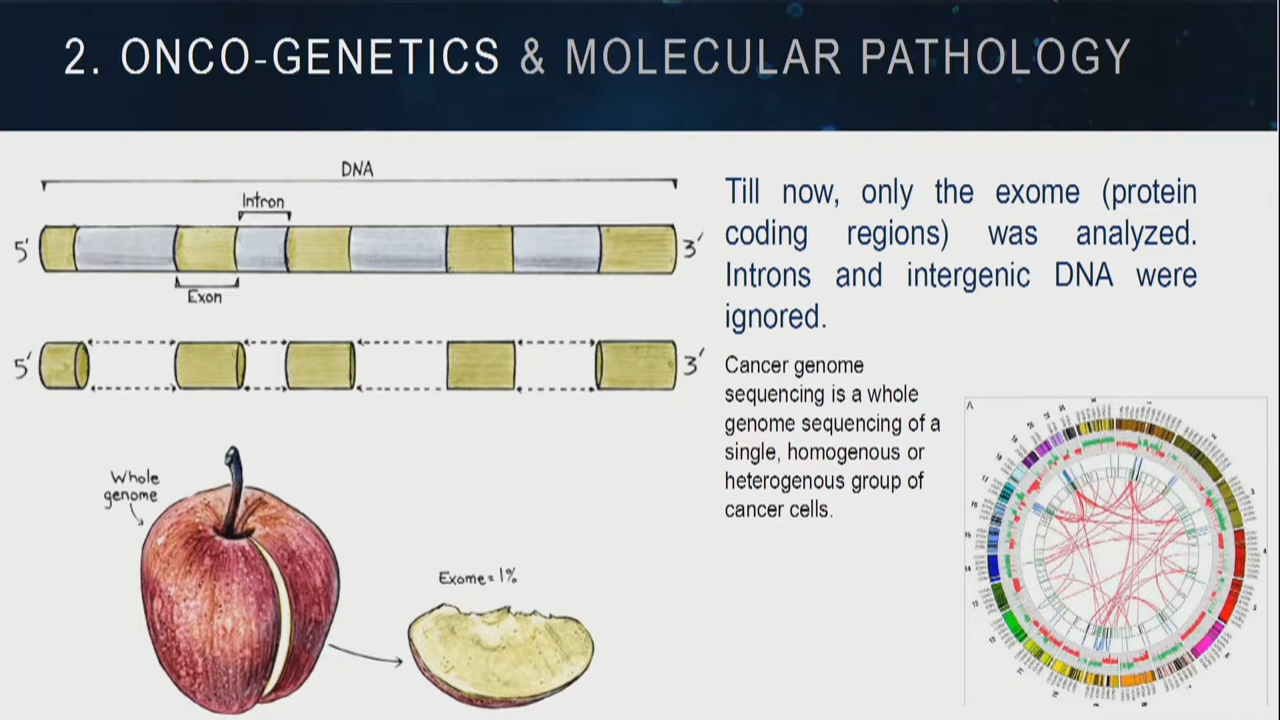 2. ONCO-GENETICS & MOLECULAR PATHOLOGY
DNA
Intron
5'
3'
Exon
5'
3'
Till now, only the exome (protein
coding regions) was analyzed.
Introns and intergenic DNA were
ignored.
Cancer genome
sequencing is a whole
genome sequencing of a
single, homogenous or
heterogenous group of
cancer cells.
Whole
genome
Exome = 1%
A